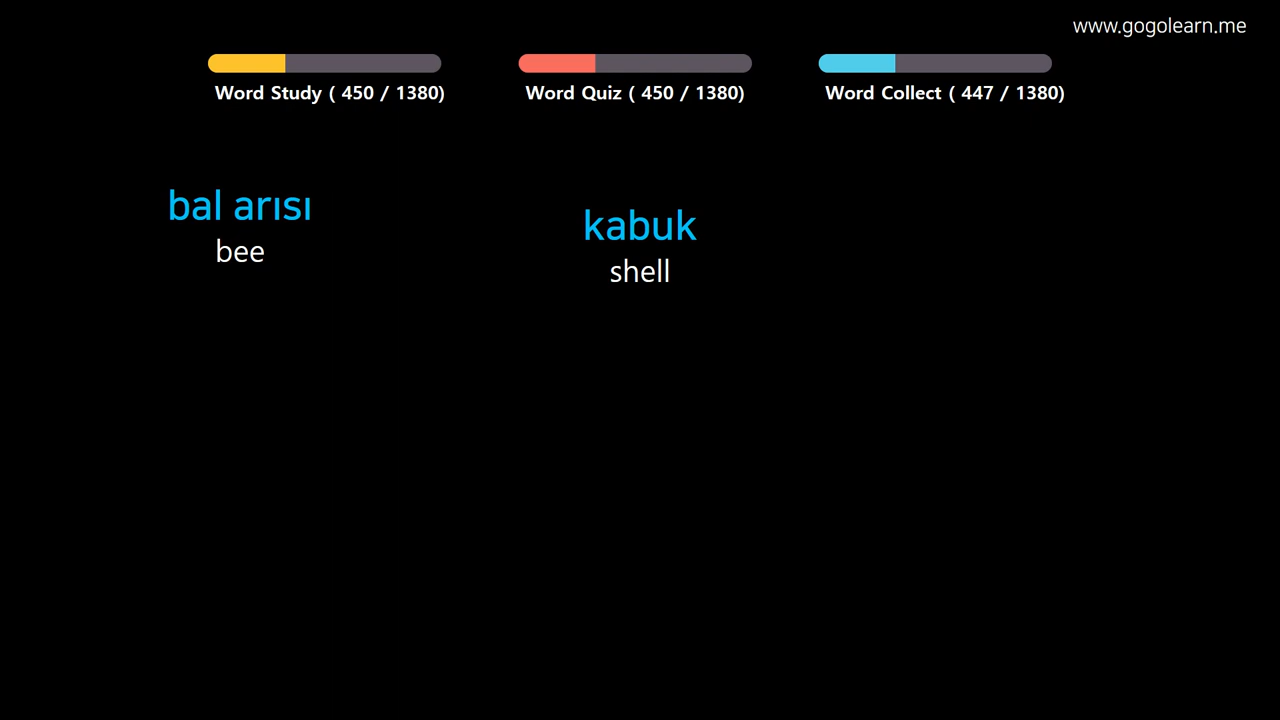 www.gogolearn.me
Word Study ( 450 / 1380)
Word Quiz ( 450 / 1380)
Word Collect ( 447 / 1380)
bal arısı
bee
kabuk
shell